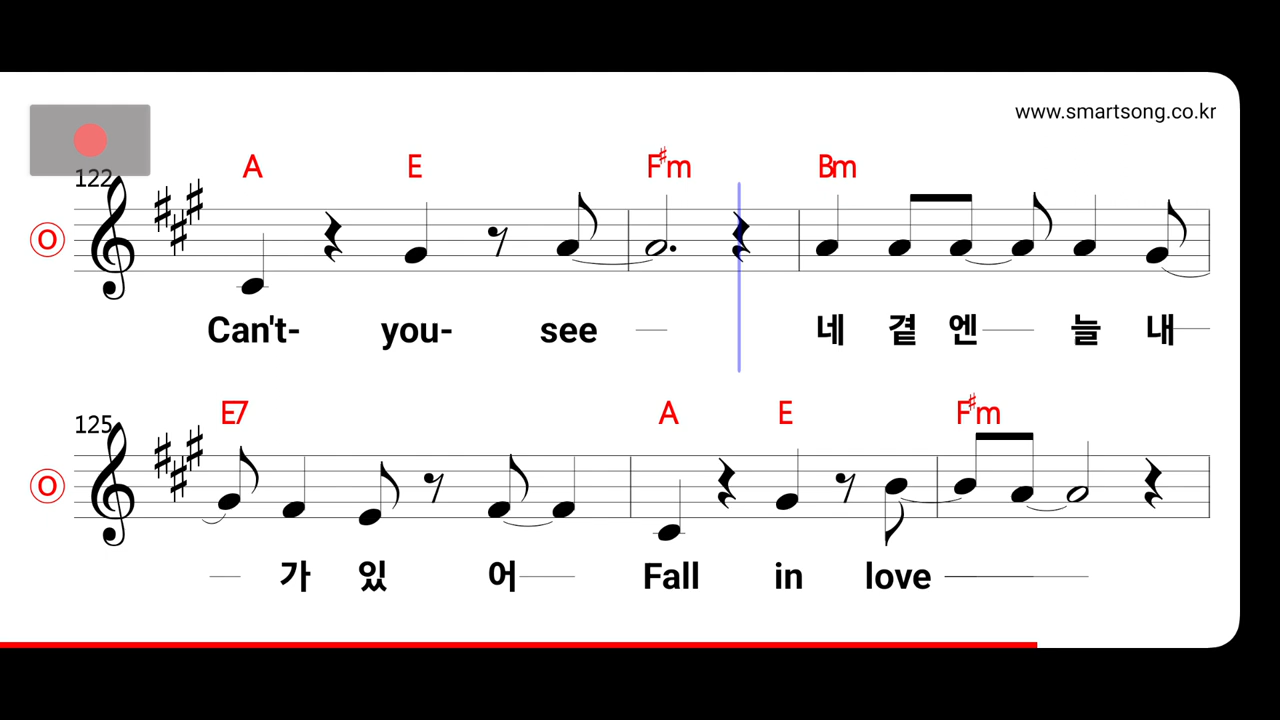 www.smartsong.co.kr
A E F♯m Bm
122
O
Can't- you- see 네 곁 엔 늘 내
E7 A E F♯m
125
O
가 있 어 Fall in love